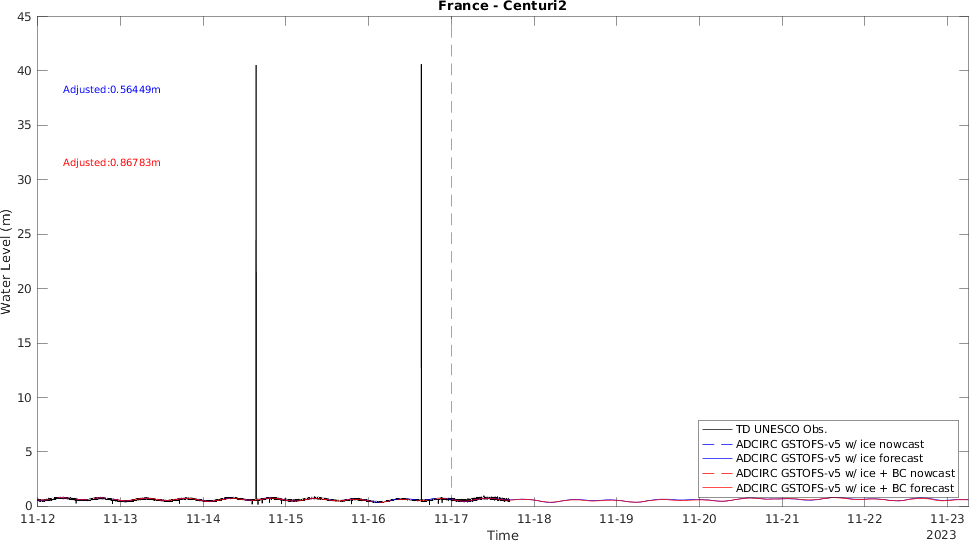 France - Centuri2
45
40
35
30
25
20
15
10
5
0
Water Level (m)
Adjusted:0.56449m
Adjusted:0.86783m
TD UNESCO Obs.
ADCIRC GSTOFS-v5 w/ ice nowcast
ADCIRC GSTOFS-v5 w/ ice forecast
ADCIRC GSTOFS-v5 w/ ice + BC nowcast
ADCIRC GSTOFS-v5 w/ ice + BC forecast
11-12 11-13 11-14 11-15 11-16 11-17 11-18 11-19 11-20 11-21 11-22 11-23
Time
2023